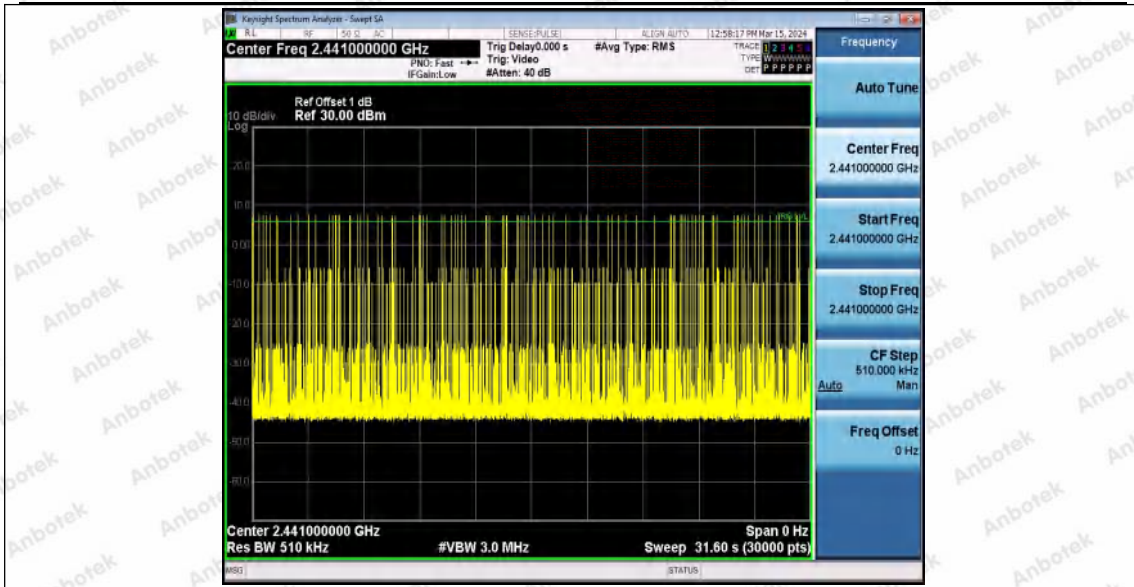 Keysight Spectrum Analyzer - Swept SA
RL RF 50 Ω AC SENSE:PULSE ALIGN AUTO 12:58:17 PM Mar 15, 2024
Center Freq 2.441000000 GHz
PNO: Fast
IFGain:Low
Trig Delay0.000 s
Trig: Video
#Atten: 40 dB
#Avg Type: RMS
TRACE 1 2 3 4 5 6
TYPE WWWWWW
DET P P P P P P
Ref Offset 1 dB
10 dB/div Ref 30.00 dBm
Log
20.0
10.0
TRIG LVL
0.00
-10.0
-20.0
-30.0
-40.0
-50.0
-60.0
Center 2.441000000 GHz Span 0 Hz
Res BW 510 kHz #VBW 3.0 MHz Sweep 31.60 s (30000 pts)
MSG STATUS
Frequency
Auto Tune
Center Freq
2.441000000 GHz
Start Freq
2.441000000 GHz
Stop Freq
2.441000000 GHz
CF Step
510.000 kHz
Auto Man
Freq Offset
0 Hz
Anbotek